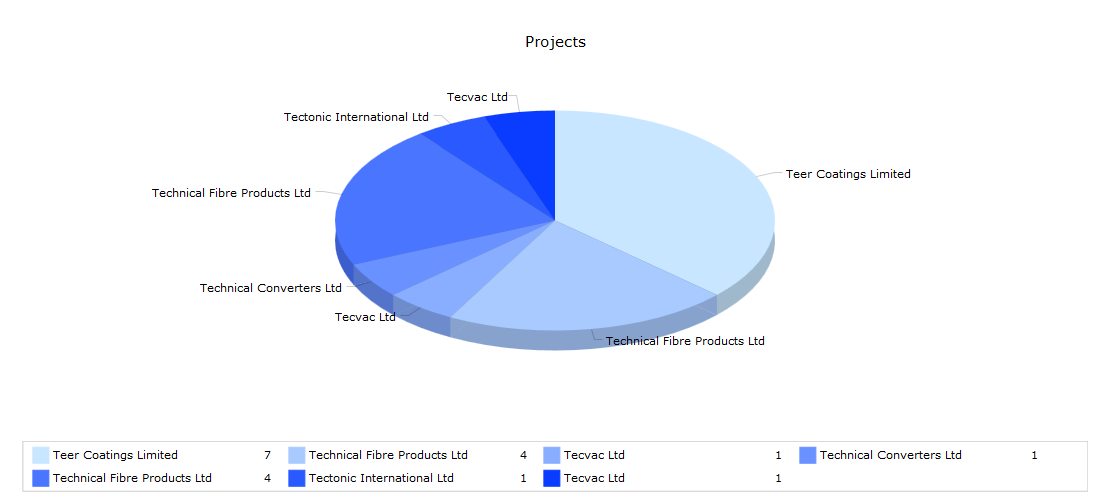 Projects
Tecvac Ltd
Tectonic International Ltd
Teer Coatings Limited
Technical Fibre Products Ltd
Technical Converters Ltd
Tecvac Ltd
Technical Fibre Products Ltd
Teer Coatings Limited 7 Technical Fibre Products Ltd 4 Tecvac Ltd 1 Technical Converters Ltd 1
Technical Fibre Products Ltd 4 Tectonic International Ltd 1 Tecvac Ltd 1